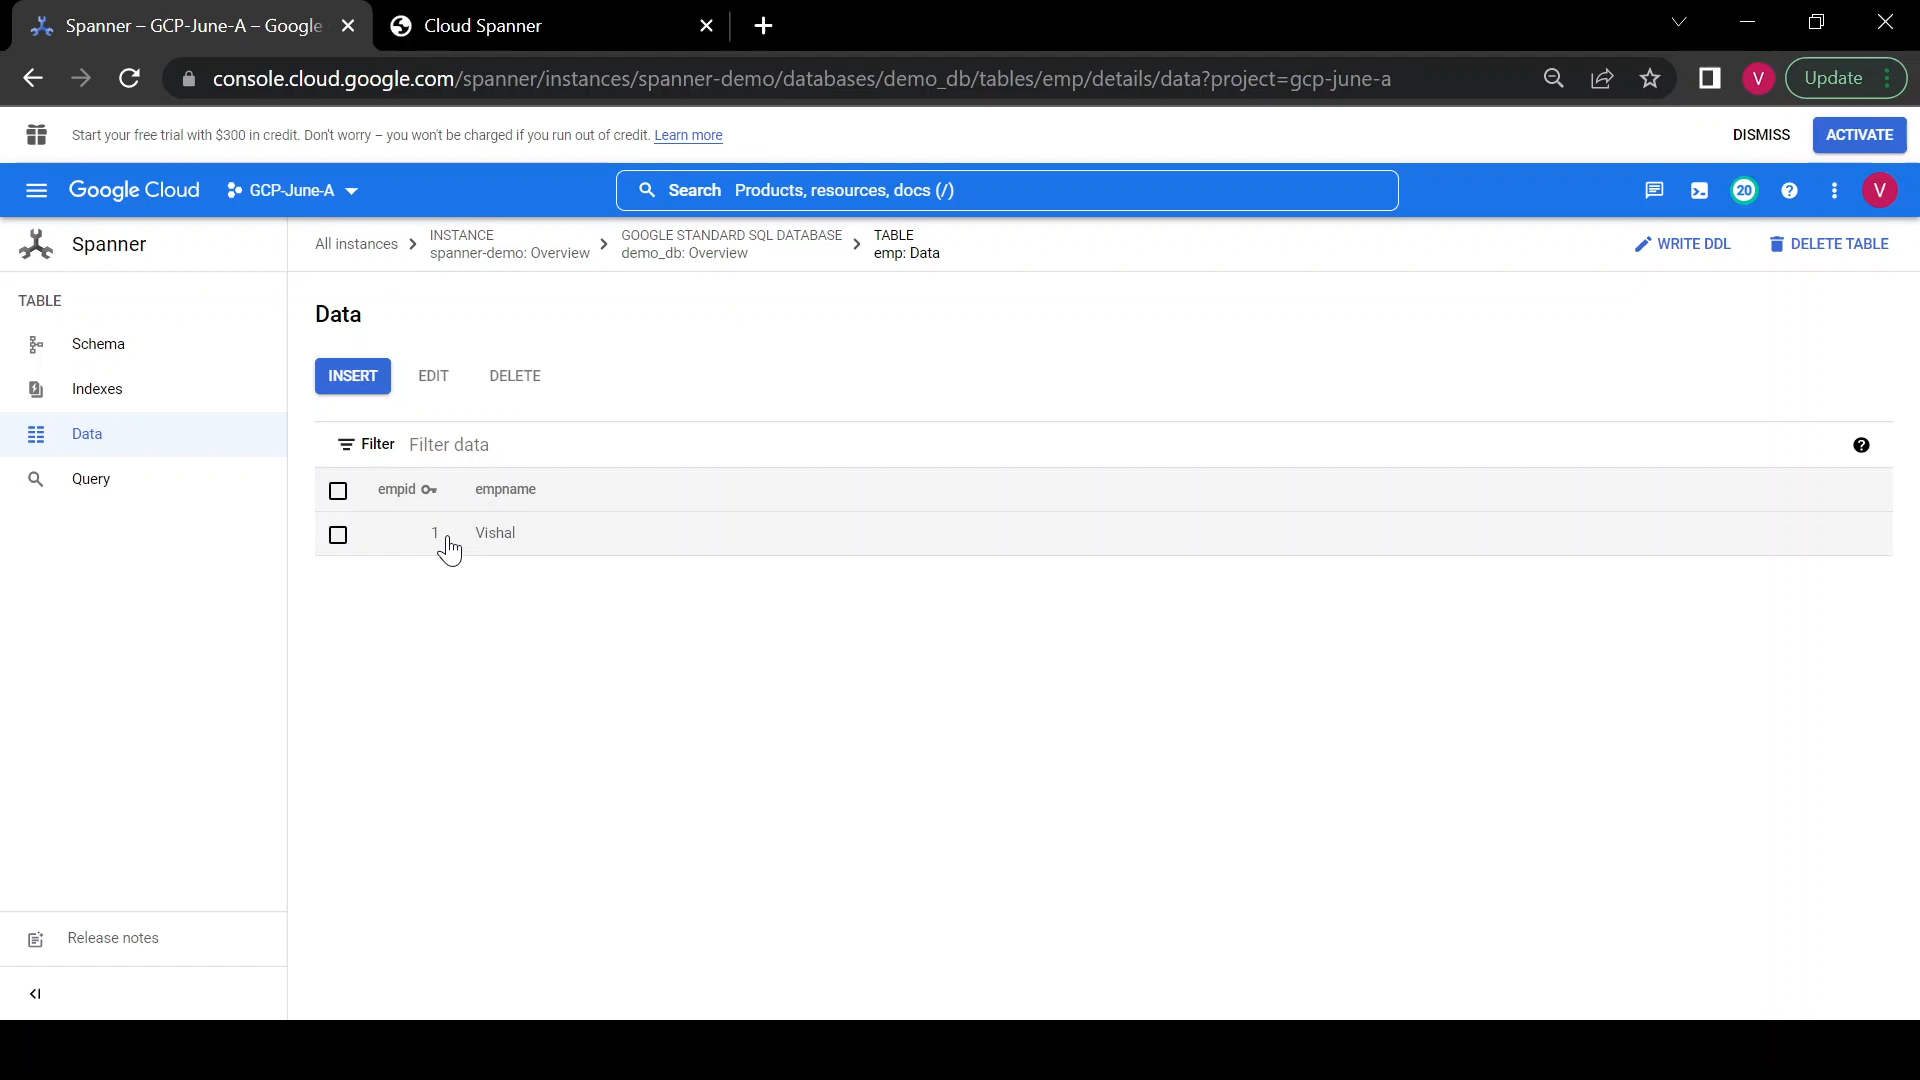 Spanner – GCP-June-A – Google
Cloud Spanner
console.cloud.google.com/spanner/instances/spanner-demo/databases/demo_db/tables/emp/details/data?project=gcp-june-a
V
Update
Start your free trial with $300 in credit. Don't worry – you won't be charged if you run out of credit. Learn more
DISMISS
ACTIVATE
Google Cloud
GCP-June-A
Search Products, resources, docs (/)
20
V
Spanner
All instances
INSTANCE
spanner-demo: Overview
GOOGLE STANDARD SQL DATABASE
demo_db: Overview
TABLE
emp: Data
WRITE DDL
DELETE TABLE
TABLE
Schema
Indexes
Data
Query
Release notes
Data
INSERT
EDIT
DELETE
Filter Filter data
empid empname
1 Vishal